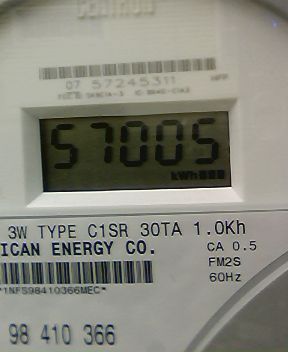 CENTRON
07 57245311
57005
kWh
3W TYPE C1SR 30TA 1.0Kh
ICAN ENERGY CO.
CA 0.5
FM2S
60Hz
*1NFS98410366MEC*
98 410 366